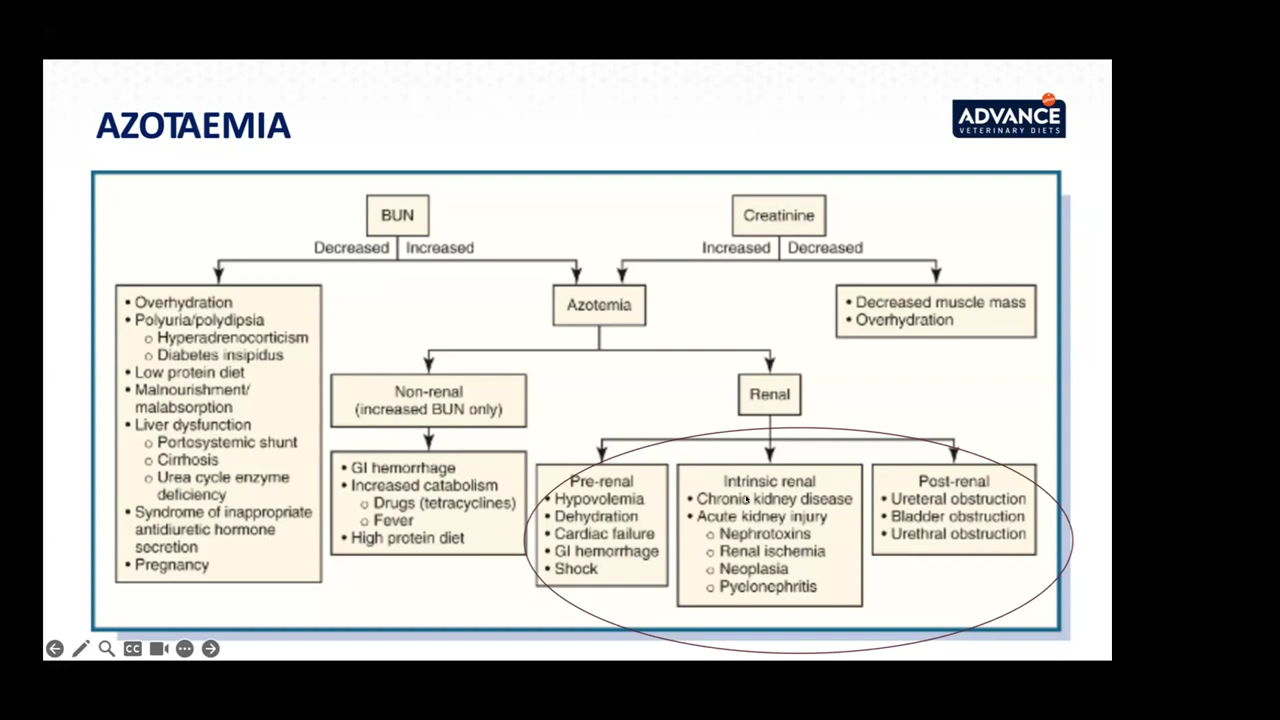 AZOTAEMIA
ADVANCE
VETERINARY DIETS
BUN
Decreased
Increased
Creatinine
Increased
Decreased
• Overhydration
• Polyuria/polydipsia
o Hyperadrenocorticism
o Diabetes insipidus
• Low protein diet
• Malnourishment/
malabsorption
• Liver dysfunction
o Portosystemic shunt
o Cirrhosis
o Urea cycle enzyme
deficiency
• Syndrome of inappropriate
antidiuretic hormone
secretion
• Pregnancy
Azotemia
• Decreased muscle mass
• Overhydration
Non-renal
(increased BUN only)
• GI hemorrhage
• Increased catabolism
o Drugs (tetracyclines)
o Fever
• High protein diet
Renal
Pre-renal
• Hypovolemia
• Dehydration
• Cardiac failure
• GI hemorrhage
• Shock
Intrinsic renal
• Chronic kidney disease
• Acute kidney injury
o Nephrotoxins
o Renal ischemia
o Neoplasia
o Pyelonephritis
Post-renal
• Ureteral obstruction
• Bladder obstruction
• Urethral obstruction
CC